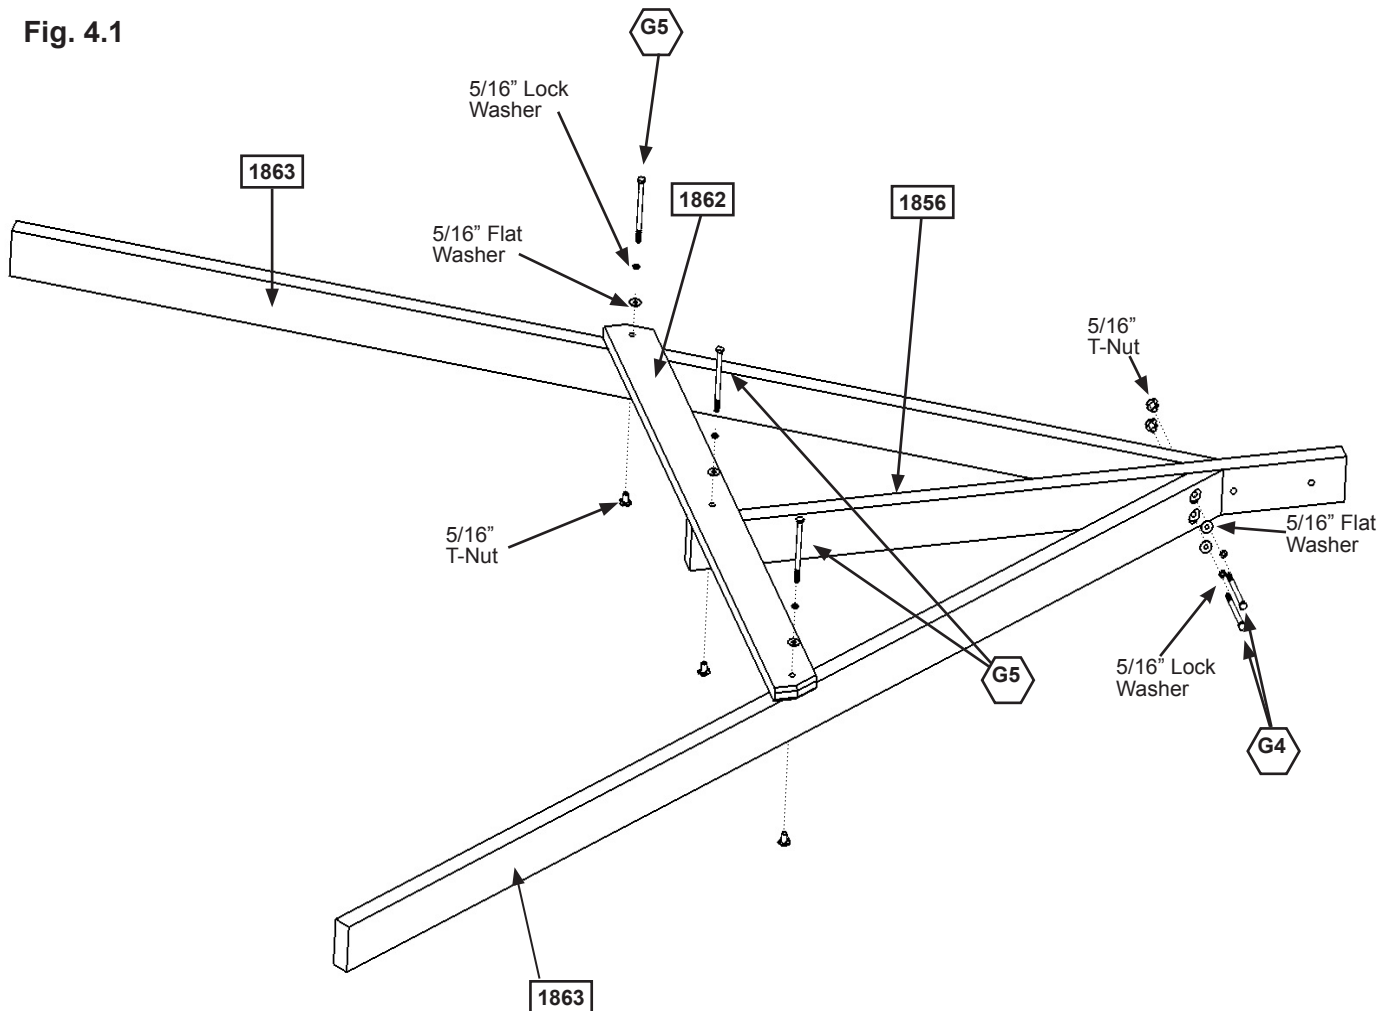 Fig. 4.1
G5
5/16” Lock
Washer
1863
1862
1856
5/16” Flat
Washer
5/16”
T-Nut
5/16”
T-Nut
5/16” Flat
Washer
G5
5/16” Lock
Washer
G4
1863